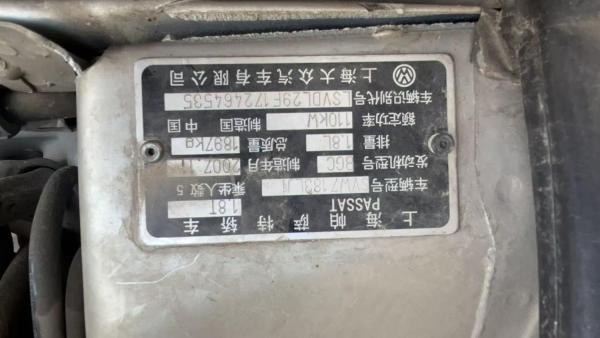 上海帕萨特轿车
PASSAT 1.8T
车辆型号 乘坐人数 5
发动机型号 BGC 制造年月
排量 1.8L 总质量 1897kg
额定功率 110kW 制造国 中国
车辆识别代号 LSVDL29F172464535
上海大众汽车有限公司